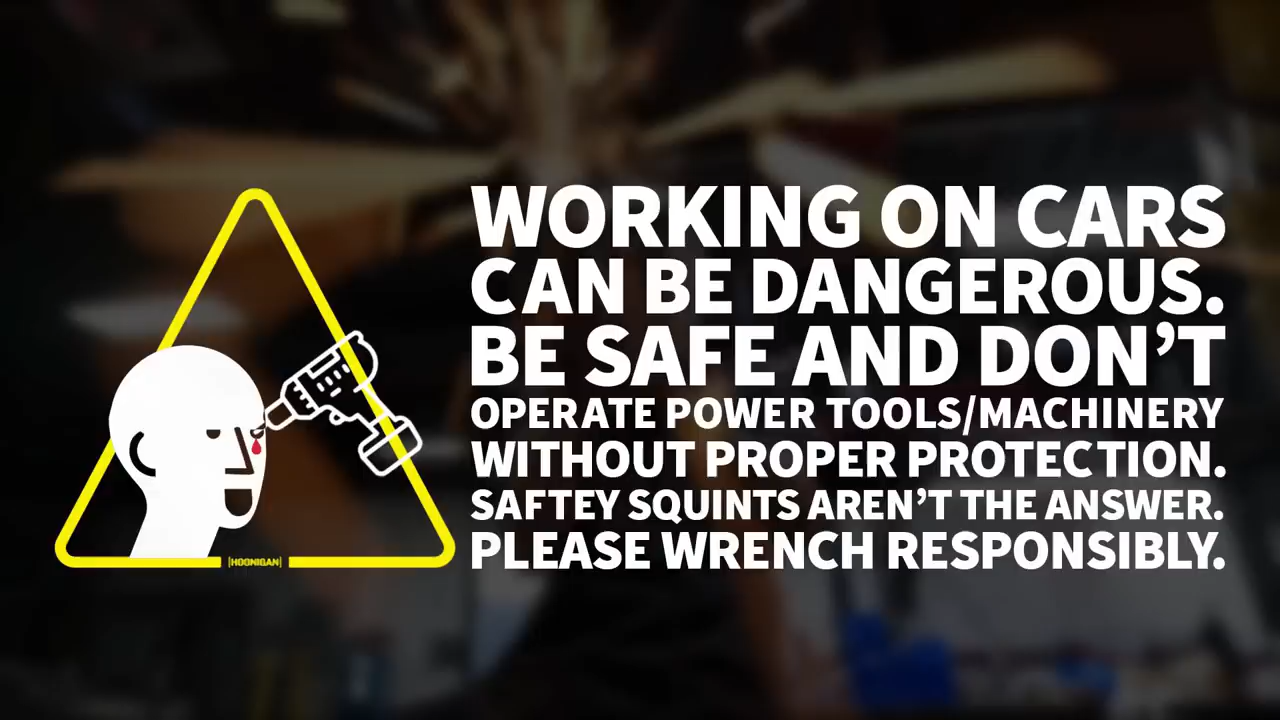 WORKING ON CARS
CAN BE DANGEROUS.
BE SAFE AND DON'T
OPERATE POWER TOOLS/MACHINERY
WITHOUT PROPER PROTECTION.
SAFTEY SQUINTS AREN'T THE ANSWER.
PLEASE WRENCH RESPONSIBLY.
[HOONIGAN]